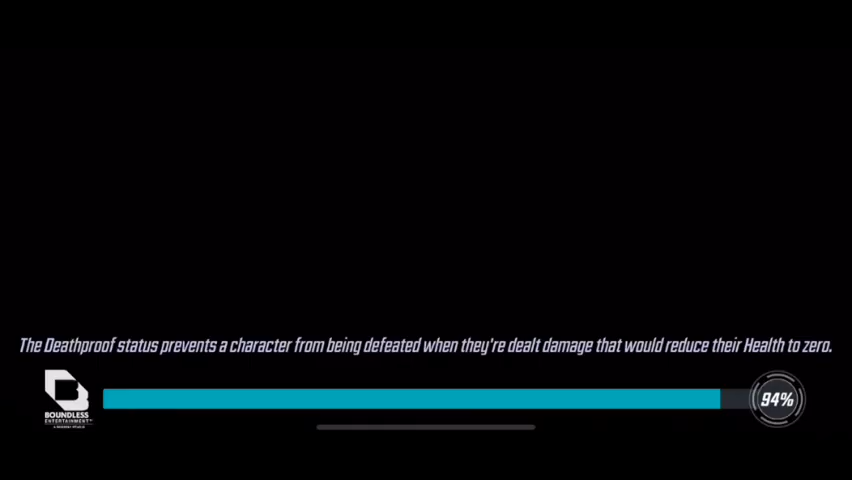 The Deathproof status prevents a character from being defeated when they're dealt damage that would reduce their Health to zero.
94%
BOUNDLESS
ENTERTAINMENT